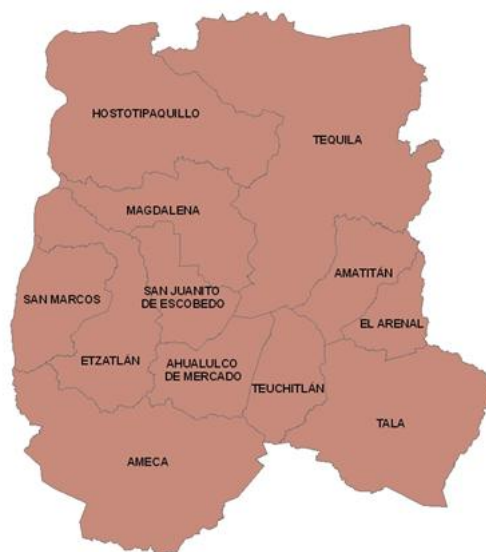 HOSTOTIPAQUILLO
TEQUILA
MAGDALENA
AMATITÁN
SAN MARCOS
SAN JUANITO
DE ESCOBEDO
EL ARENAL
ETZATLÁN
AHUALULCO
DE MERCADO
TEUCHITLÁN
TALA
AMECA